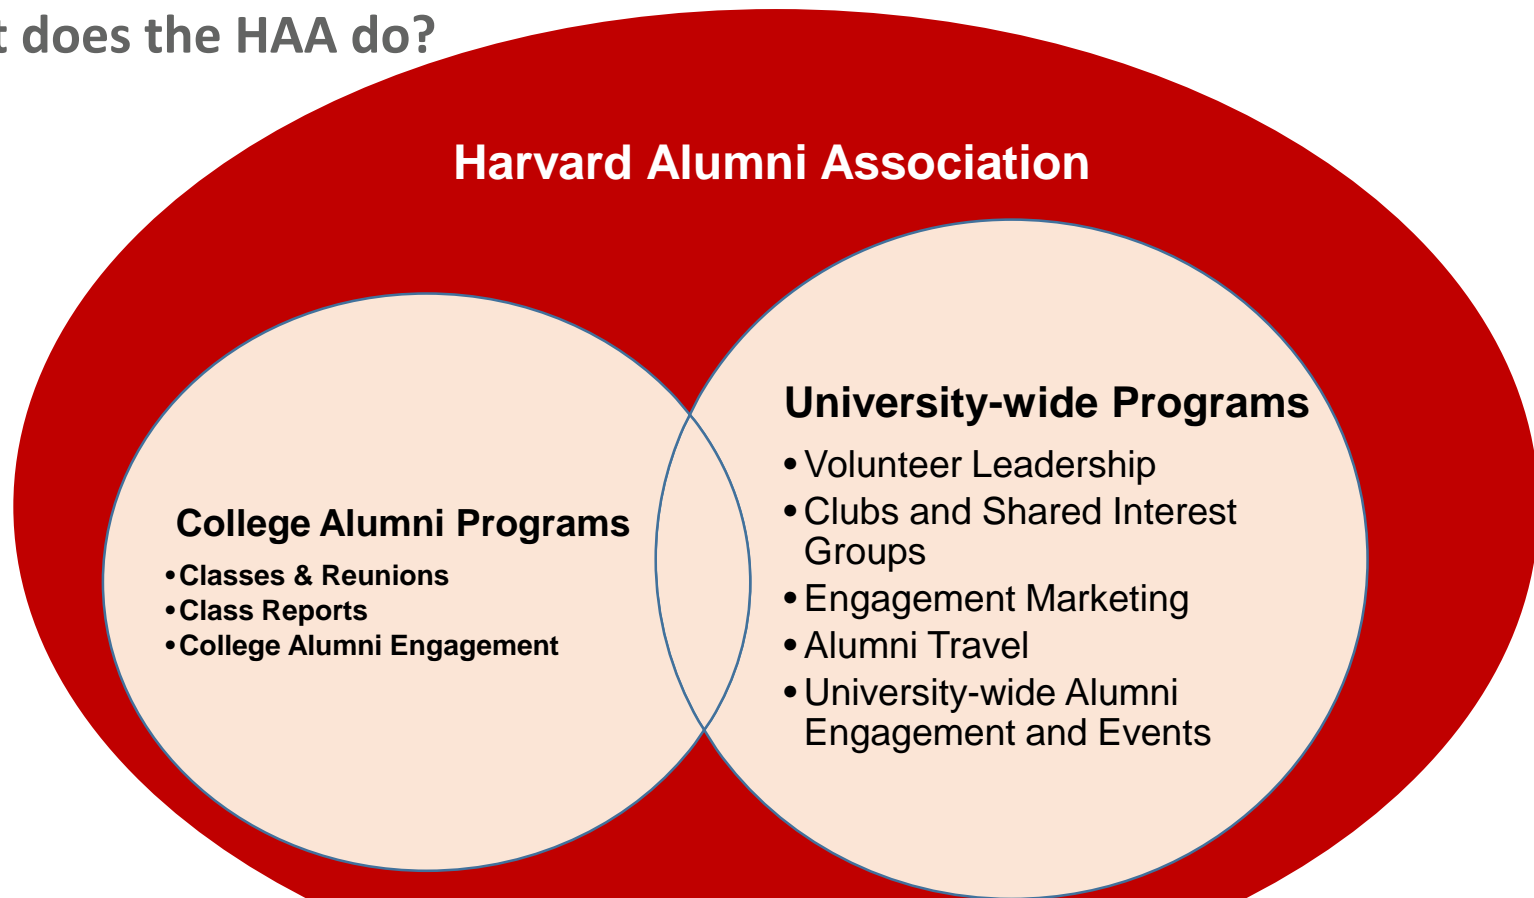 t does the HAA do?
Harvard Alumni Association
College Alumni Programs
•Classes & Reunions
•Class Reports
•College Alumni Engagement
University-wide Programs
•Volunteer Leadership
•Clubs and Shared Interest
Groups
•Engagement Marketing
•Alumni Travel
•University-wide Alumni
Engagement and Events